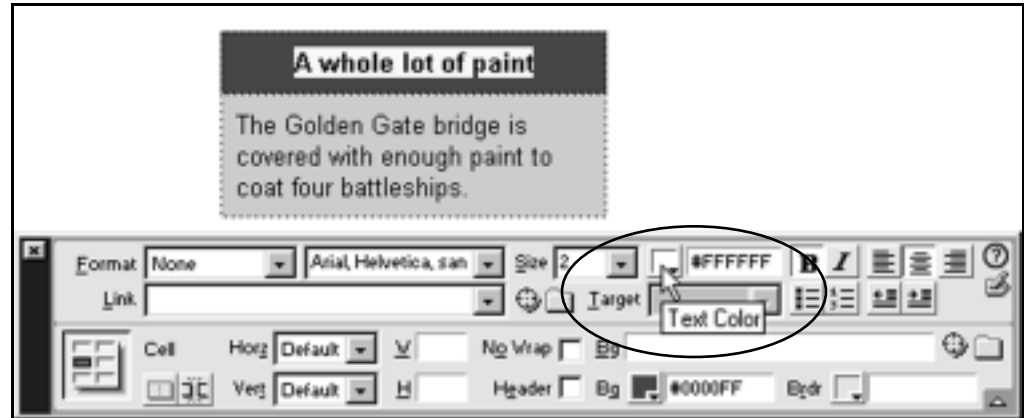 A whole lot of paint
The Golden Gate bridge is
covered with enough paint to
coat four battleships.
Format None Arial, Helvetica, san Size 2 #FFFFFF B I
Link Target
Text Color
Cell Horz Default W No Wrap Bg
Vert Default H Header Bg #0000FF Brdr